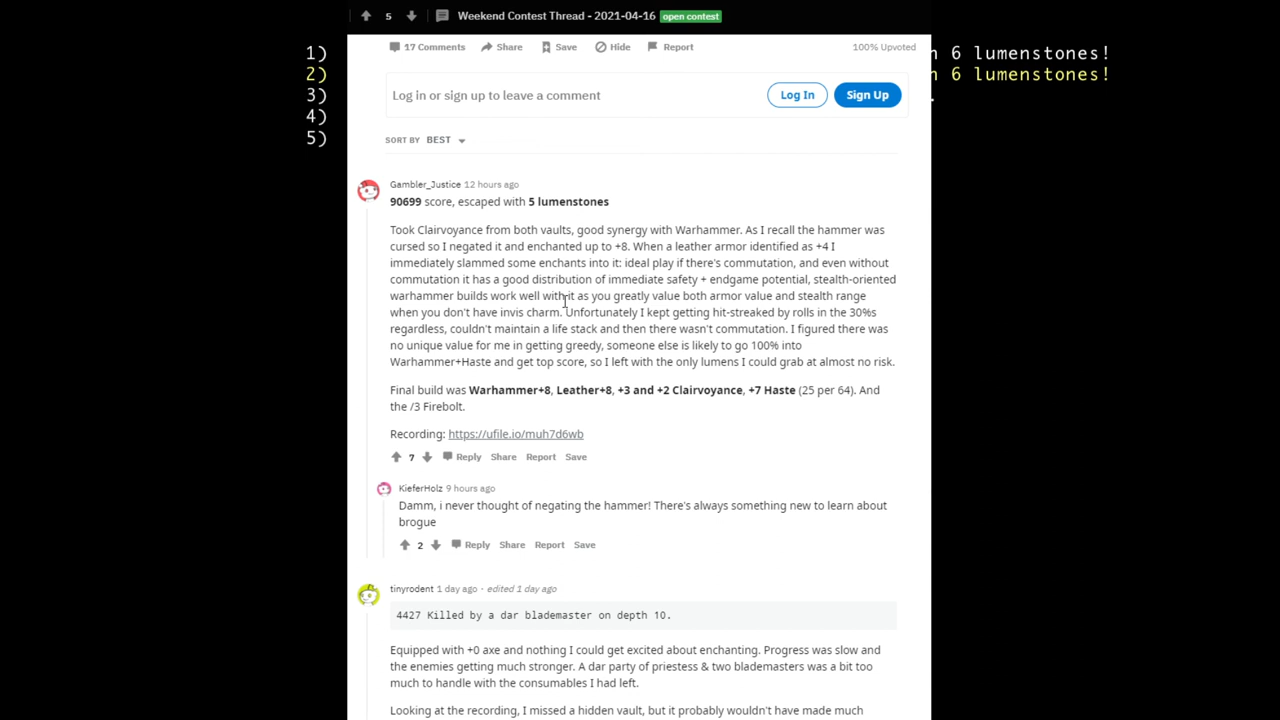 5 Weekend Contest Thread - 2021-04-16 open contest
17 Comments Share Save Hide Report 100% Upvoted
1) 6 lumenstones!
2) 6 lumenstones!
3)
4)
5)
Log in or sign up to leave a comment Log In Sign Up
SORT BY BEST
Gambler_Justice 12 hours ago
90699 score, escaped with 5 lumenstones
Took Clairvoyance from both vaults, good synergy with Warhammer. As I recall the hammer was
cursed so I negated it and enchanted up to +8. When a leather armor identified as +4 I
immediately slammed some enchants into it: ideal play if there's commutation, and even without
commutation it has a good distribution of immediate safety + endgame potential, stealth-oriented
warhammer builds work well with it as you greatly value both armor value and stealth range
when you don't have invis charm. Unfortunately I kept getting hit-streaked by rolls in the 30%s
regardless, couldn't maintain a life stack and then there wasn't commutation. I figured there was
no unique value for me in getting greedy, someone else is likely to go 100% into
Warhammer+Haste and get top score, so I left with the only lumens I could grab at almost no risk.
Final build was Warhammer+8, Leather+8, +3 and +2 Clairvoyance, +7 Haste (25 per 64). And
the /3 Firebolt.
Recording: https://ufile.io/muh7d6wb
7 Reply Share Report Save
KieferHolz 9 hours ago
Damm, i never thought of negating the hammer! There's always something new to learn about
brogue
2 Reply Share Report Save
tinyrodent 1 day ago · edited 1 day ago
4427 Killed by a dar blademaster on depth 10.
Equipped with +0 axe and nothing I could get excited about enchanting. Progress was slow and
the enemies getting much stronger. A dar party of priestess & two blademasters was a bit too
much to handle with the consumables I had left.
Looking at the recording, I missed a hidden vault, but it probably wouldn't have made much